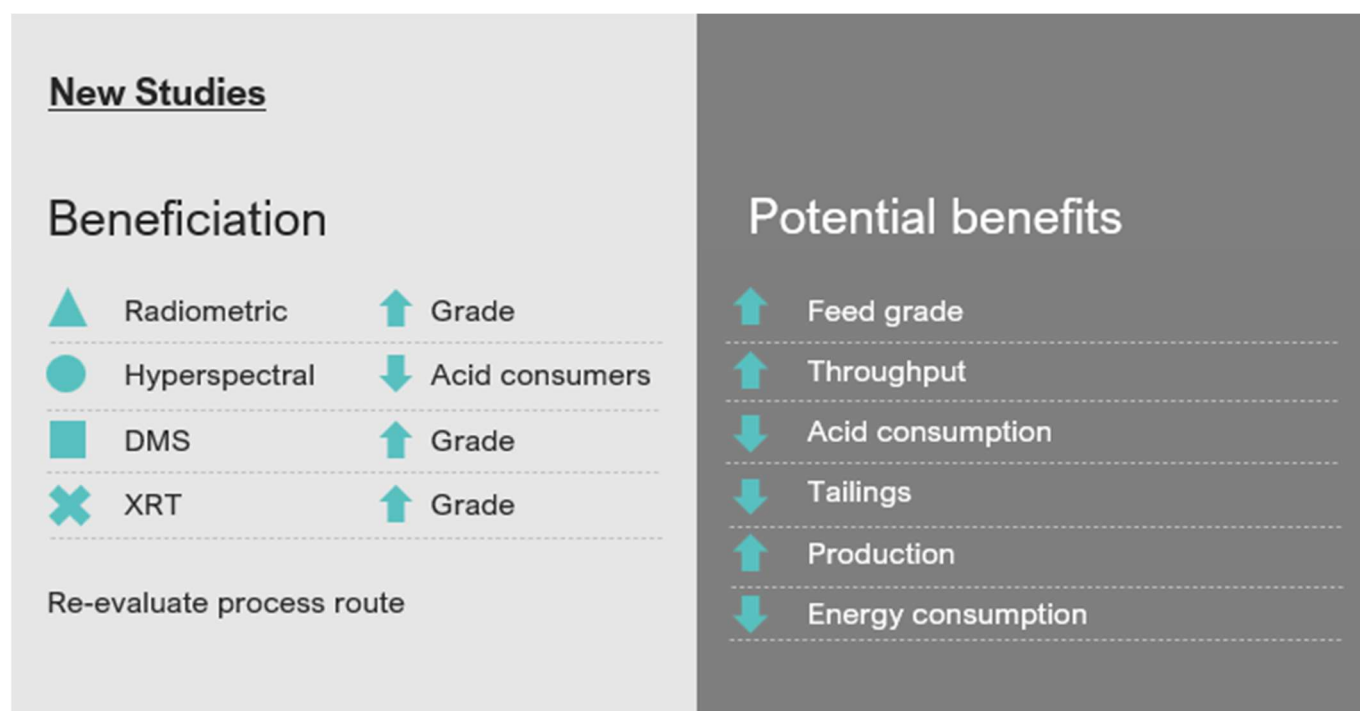 New Studies
Beneficiation
Radiometric Grade
Hyperspectral Acid consumers
DMS Grade
XRT Grade
Re-evaluate process route
Potential benefits
Feed grade
Throughput
Acid consumption
Tailings
Production
Energy consumption